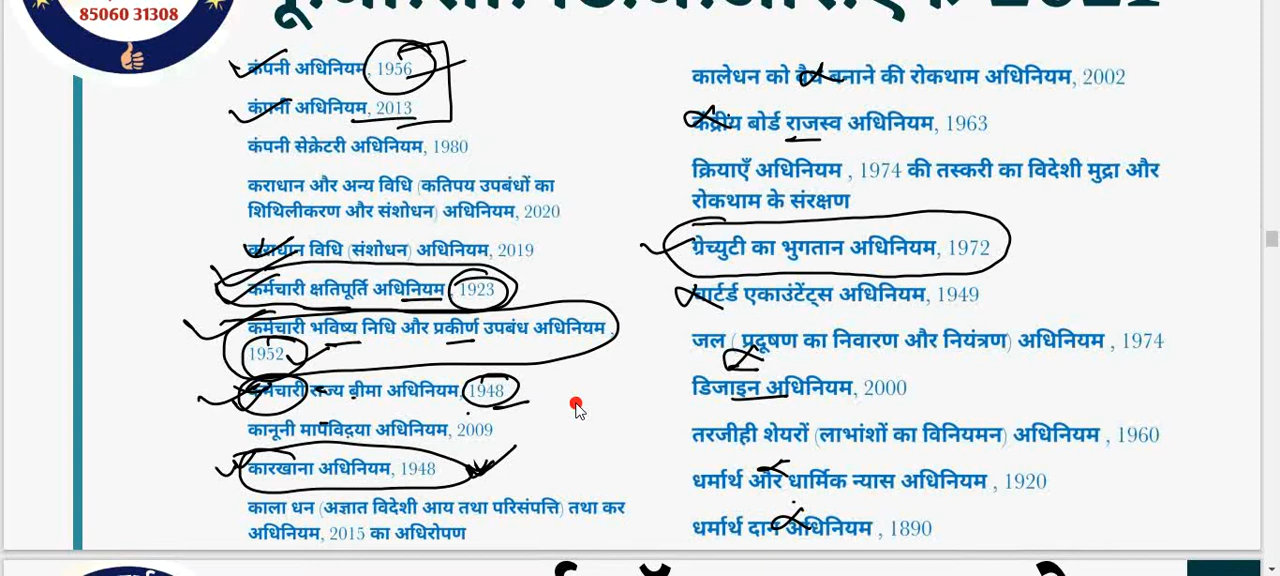 85060 31308
2021
कंपनी अधिनियम, 1956
कंपनी अधिनियम, 2013
कंपनी सेक्रेटरी अधिनियम, 1980
कराधान और अन्य विधि (कतिपय उपबंधों का
शिथिलीकरण और संशोधन) अधिनियम, 2020
कराधान विधि (संशोधन) अधिनियम, 2019
कर्मचारी क्षतिपूर्ति अधिनियम, 1923
कर्मचारी भविष्य निधि और प्रकीर्ण उपबंध अधिनियम ,
1952
कर्मचारी राज्य बीमा अधिनियम, 1948
कानूनी मापविद्या अधिनियम, 2009
कारखाना अधिनियम, 1948
काला धन (अज्ञात विदेशी आय तथा परिसंपत्ति) तथा कर
अधिनियम, 2015 का अधिरोपण
कालेधन को वैध बनाने की रोकथाम अधिनियम, 2002
केंद्रीय बोर्ड राजस्व अधिनियम, 1963
क्रियाएँ अधिनियम , 1974 की तस्करी का विदेशी मुद्रा और
रोकथाम के संरक्षण
ग्रेच्युटी का भुगतान अधिनियम, 1972
चार्टर्ड एकाउंटेंट्स अधिनियम, 1949
जल ( प्रदूषण का निवारण और नियंत्रण) अधिनियम , 1974
डिजाइन अधिनियम, 2000
तरजीही शेयरों (लाभांशों का विनियमन) अधिनियम , 1960
धर्मार्थ और धार्मिक न्यास अधिनियम , 1920
धर्मार्थ दान अधिनियम , 1890